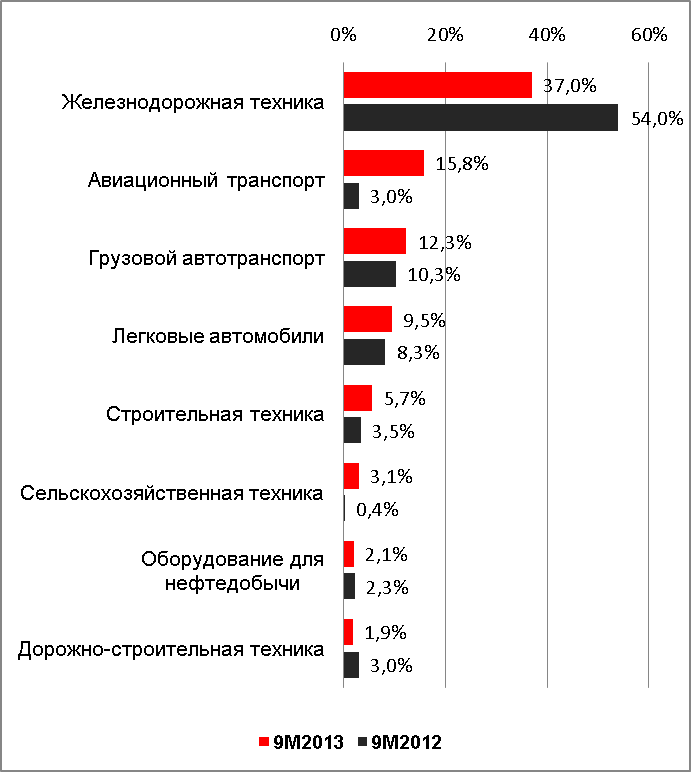 0% 20% 40% 60%
Железнодорожная техника 37,0%
54,0%
Авиационный транспорт 15,8%
3,0%
Грузовой автотранспорт 12,3%
10,3%
Легковые автомобили 9,5%
8,3%
Строительная техника 5,7%
3,5%
Сельскохозяйственная техника 3,1%
0,4%
Оборудование для 2,1%
нефтедобычи 2,3%
Дорожно-строительная техника 1,9%
3,0%
9М2013 9М2012